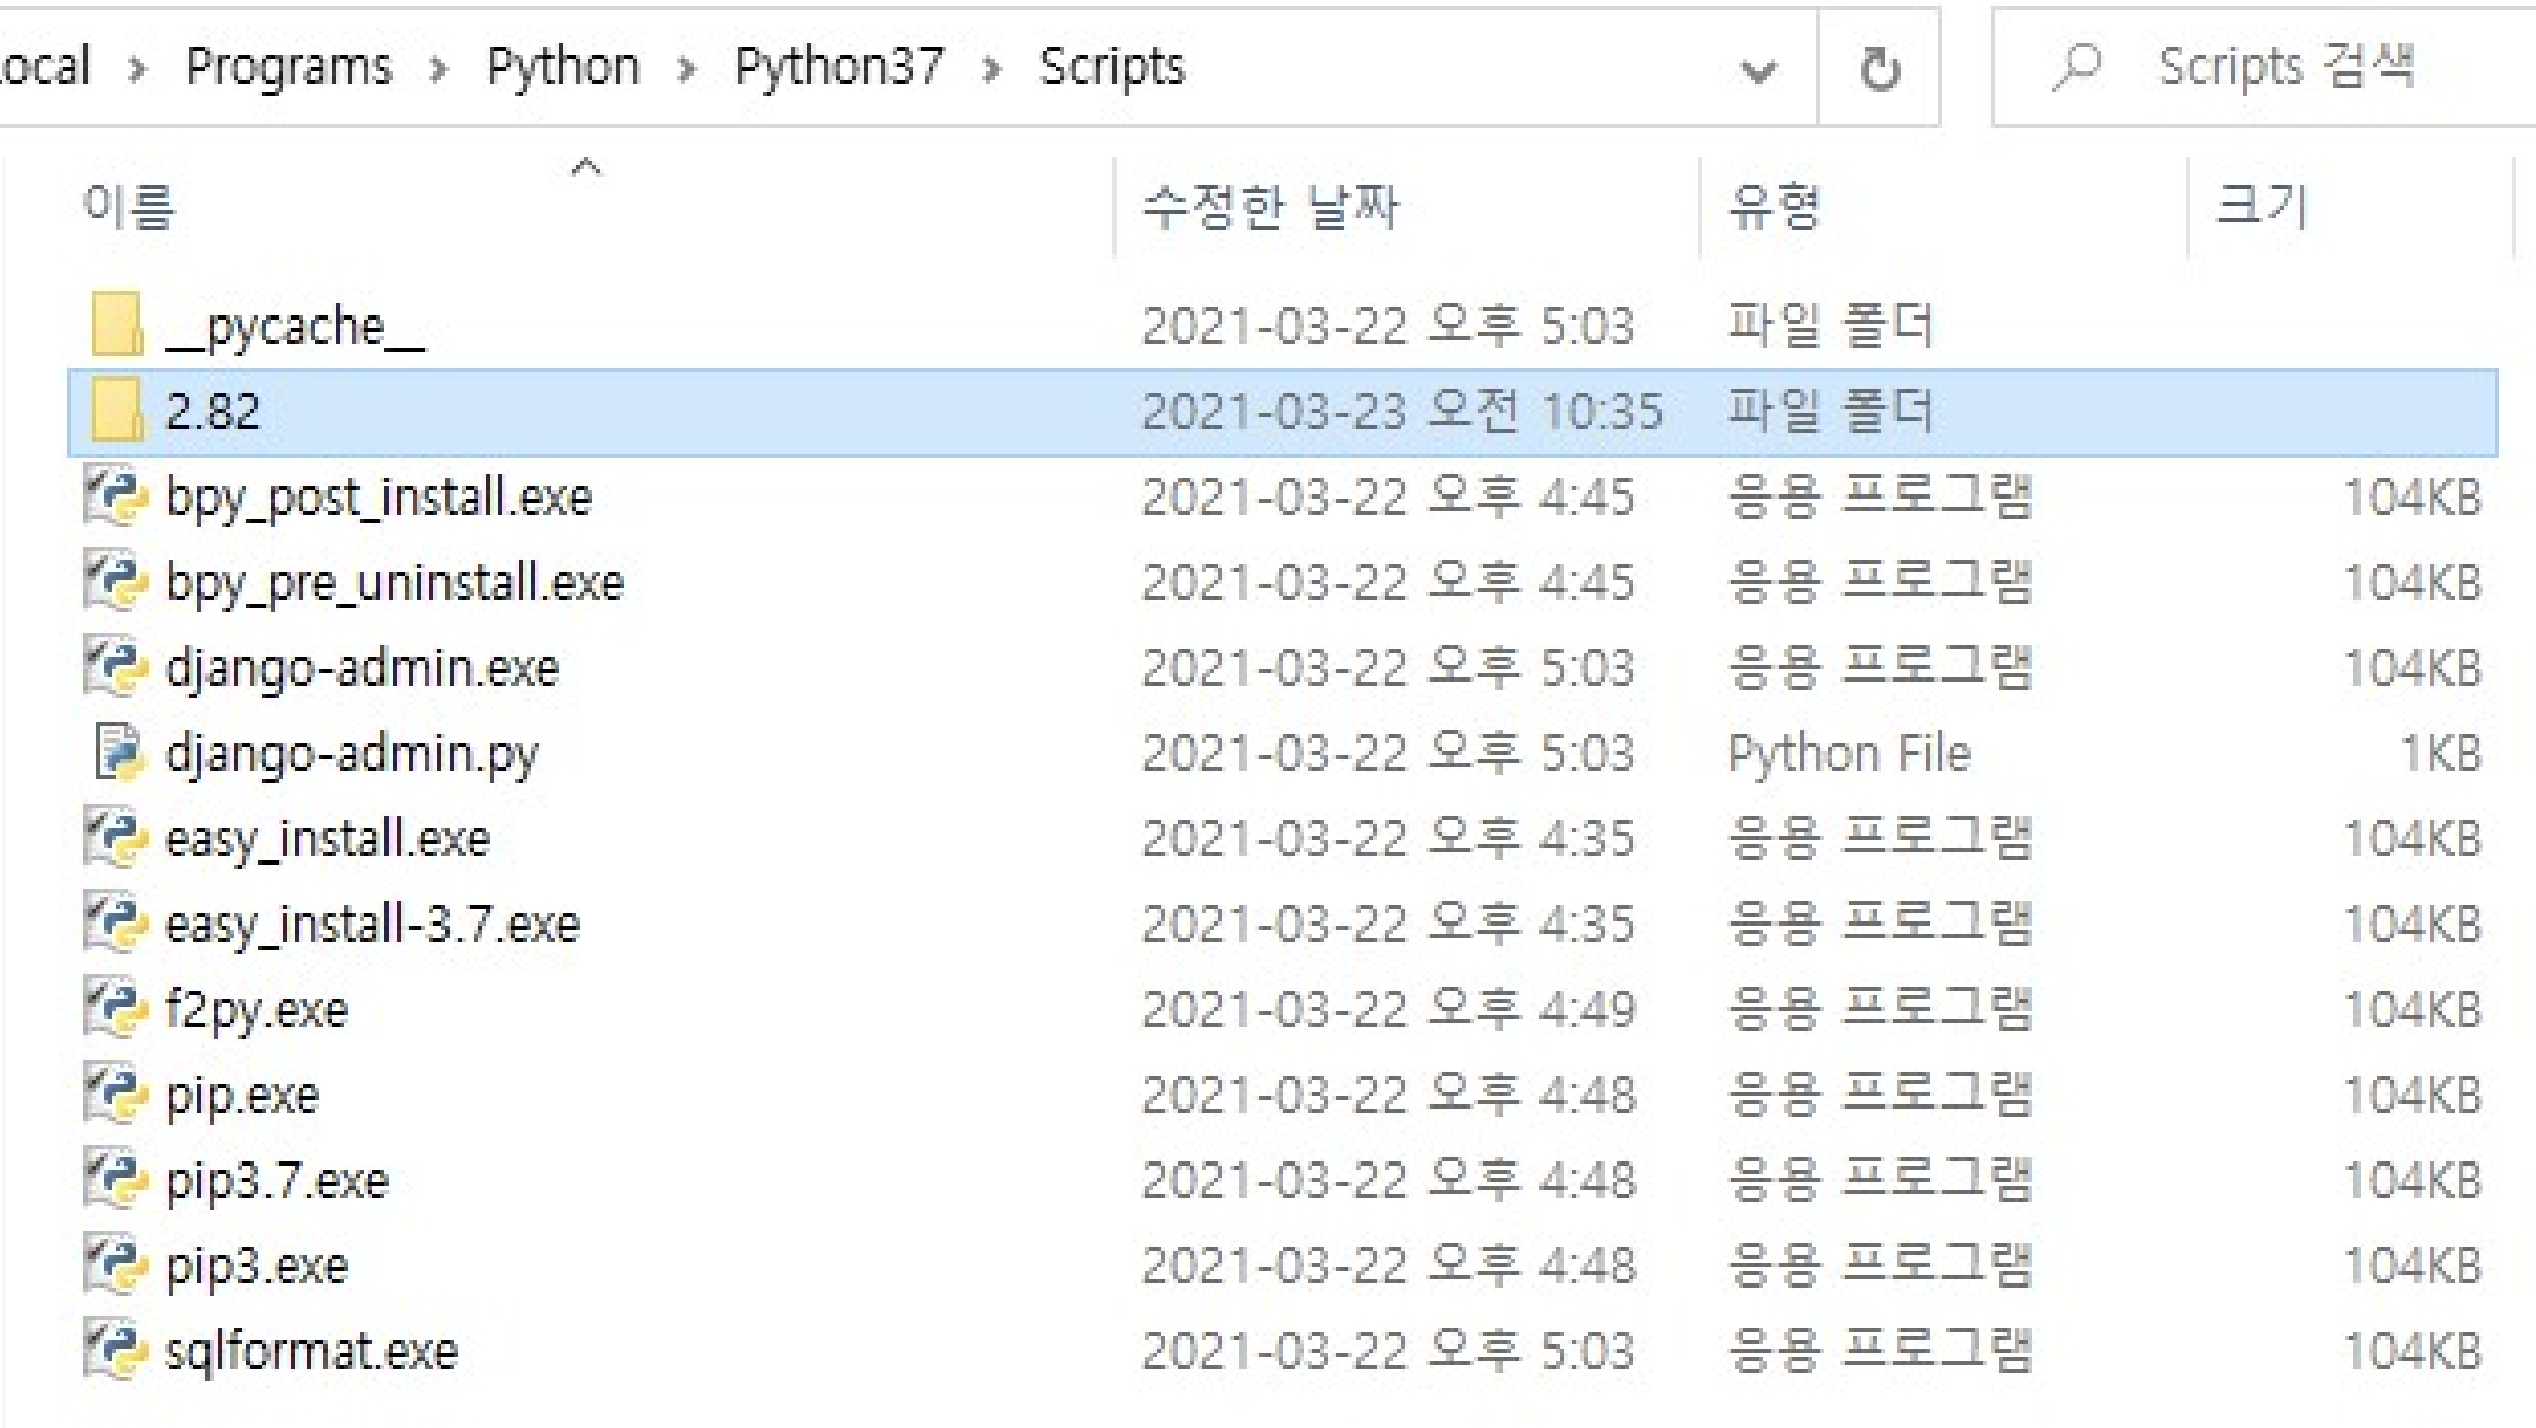 ocal › Programs › Python › Python37 › Scripts
Scripts 검색
이름 수정한 날짜 유형 크기
__pycache__ 2021-03-22 오후 5:03 파일 폴더
2.82 2021-03-23 오전 10:35 파일 폴더
bpy_post_install.exe 2021-03-22 오후 4:45 응용 프로그램 104KB
bpy_pre_uninstall.exe 2021-03-22 오후 4:45 응용 프로그램 104KB
django-admin.exe 2021-03-22 오후 5:03 응용 프로그램 104KB
django-admin.py 2021-03-22 오후 5:03 Python File 1KB
easy_install.exe 2021-03-22 오후 4:35 응용 프로그램 104KB
easy_install-3.7.exe 2021-03-22 오후 4:35 응용 프로그램 104KB
f2py.exe 2021-03-22 오후 4:49 응용 프로그램 104KB
pip.exe 2021-03-22 오후 4:48 응용 프로그램 104KB
pip3.7.exe 2021-03-22 오후 4:48 응용 프로그램 104KB
pip3.exe 2021-03-22 오후 4:48 응용 프로그램 104KB
sqlformat.exe 2021-03-22 오후 5:03 응용 프로그램 104KB